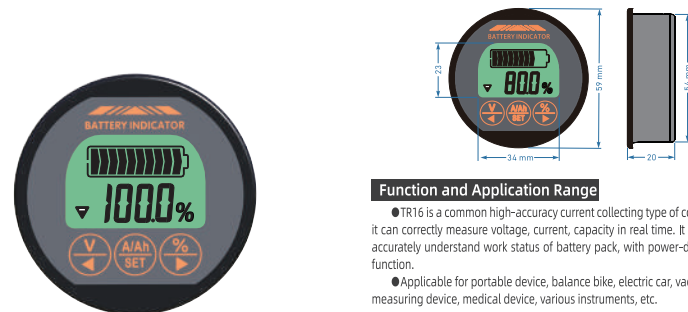 BATTERY INDICATOR
100.0%
V
A/Ah
SET
%
BATTERY INDICATOR
80.0%
V
A/Ah
SET
%
23
59 mm
34 mm
54 mm
20
Function and Application Range
●TR16 is a common high-accuracy current collecting type of
it can correctly measure voltage, current, capacity in real time. It
accurately understand work status of battery pack, with
function.
●Applicable for portable device, balance bike, electric car,
measuring device, medical device, various instruments, etc.